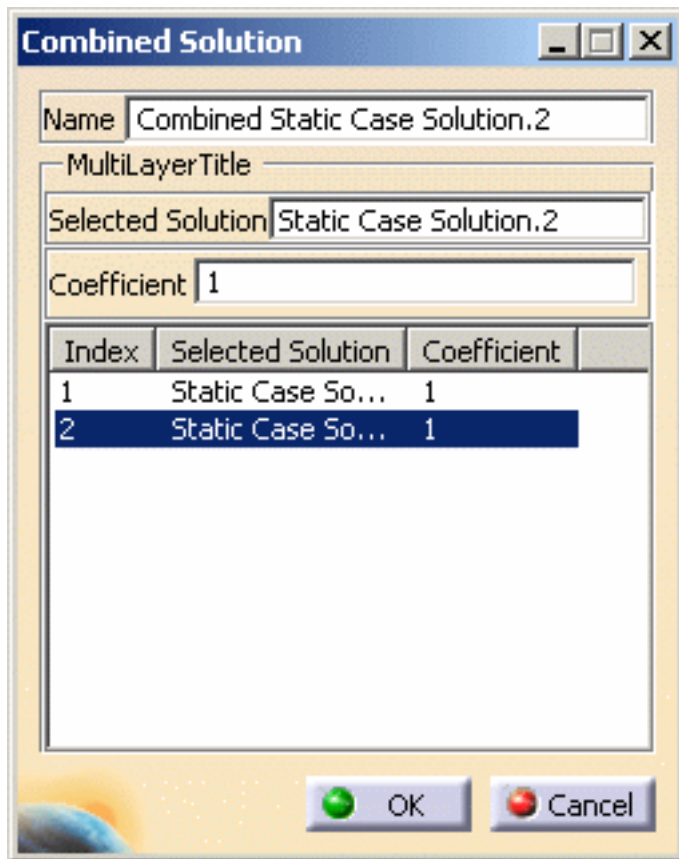 Combined Solution
Name Combined Static Case Solution.2
MultiLayerTitle
Selected Solution Static Case Solution.2
Coefficient 1
Index Selected Solution Coefficient
1 Static Case So... 1
2 Static Case So... 1
OK Cancel